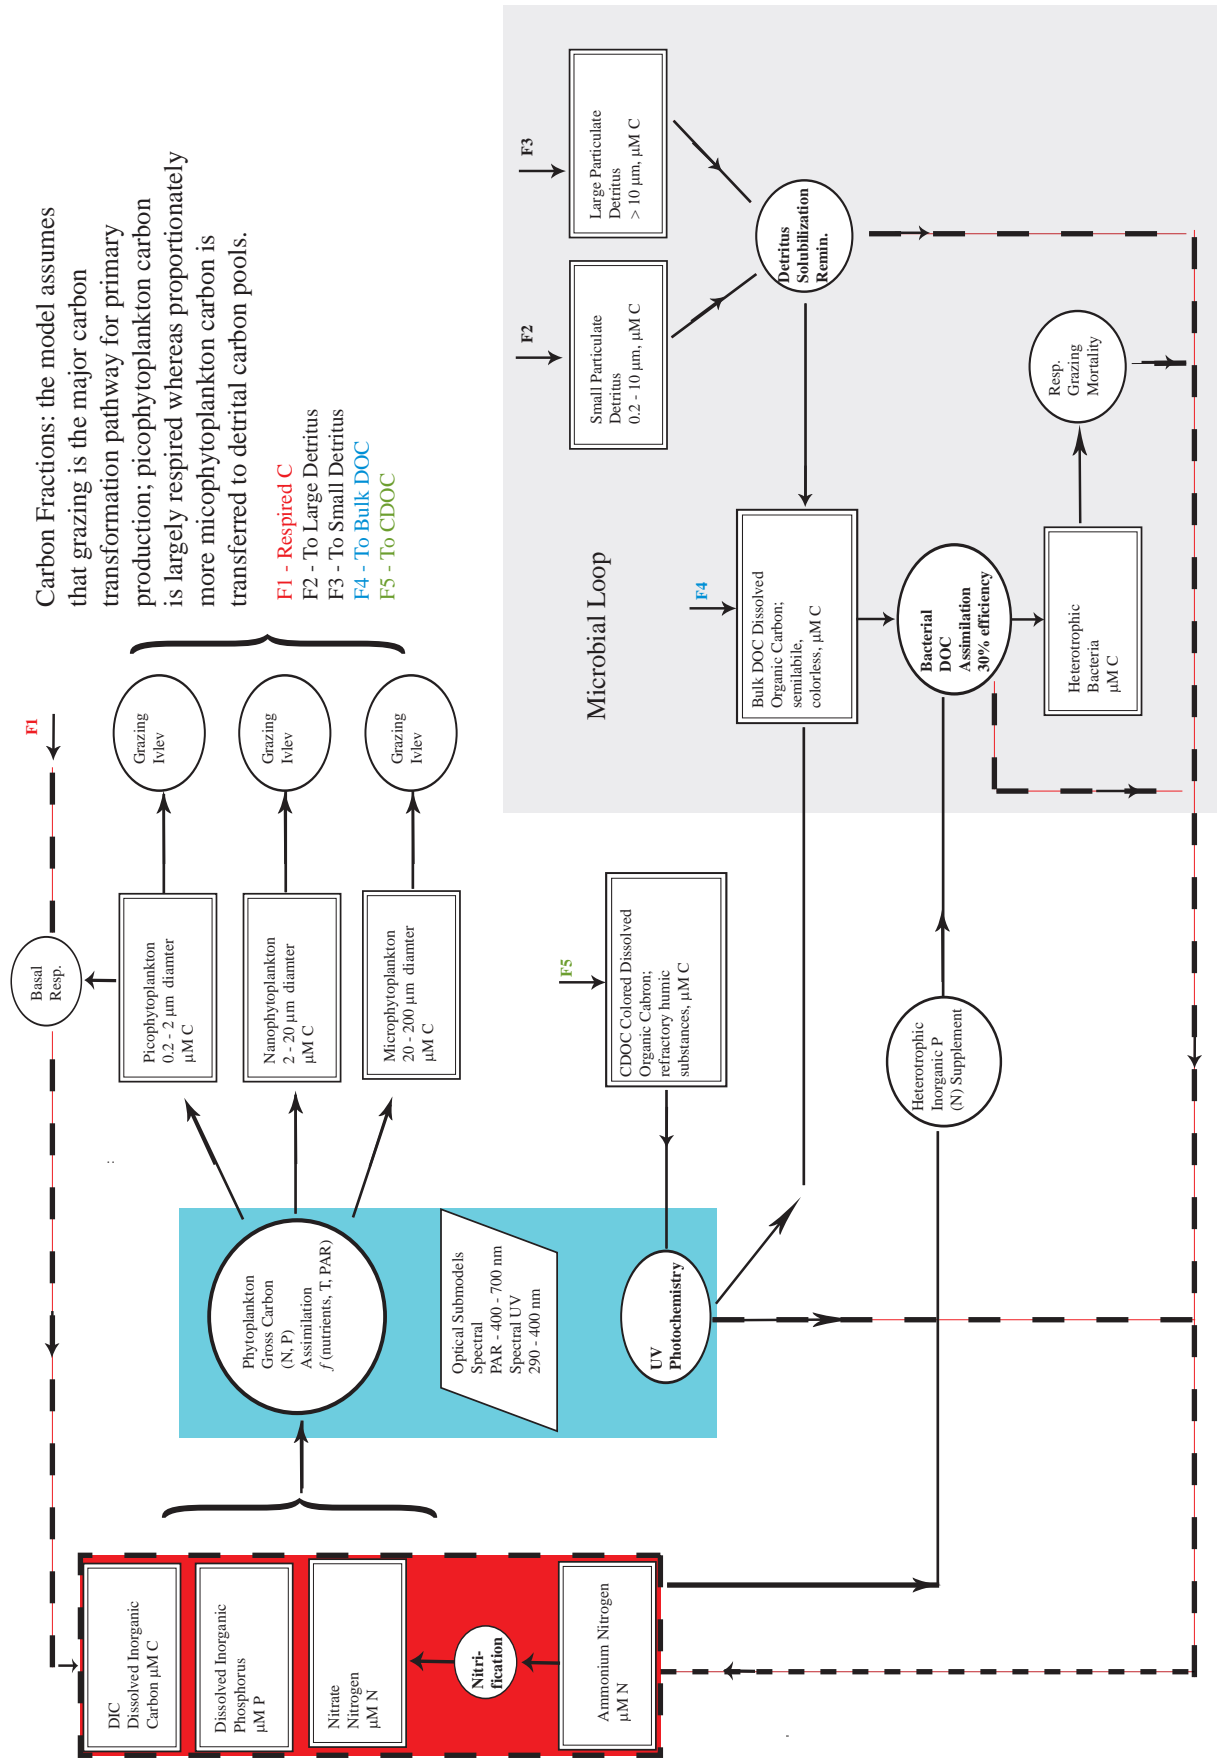 Carbon Fractions: the model assumes
that grazing is the major carbon
transformation pathway for primary
production; picophytoplankton carbon
is largely respired whereas proportionately
more micophytoplankton carbon is
transferred to detrital carbon pools.
F1 - Respired C
F2 - To Large Detritus
F3 - To Small Detritus
F4 - To Bulk DOC
F5 - To CDOC
F1
Basal
Resp.
DIC
Dissolved Inorganic
Carbon µM C
Dissolved Inorganic
Phosphorus
µM P
Nitrate
Nitrogen
µM N
Nitri-
fication
Ammonium Nitrogen
µM N
Phytoplankton
Gross Carbon
(N, P)
Assimilation
f (nutrients, T, PAR)
Optical Submodels
Spectral
PAR - 400 - 700 nm
Spectral UV
290 - 400 nm
UV
Photochemistry
Picophytoplankton
0.2 - 2 µm diamter
µM C
Nanophytoplankton
2 - 20 µm diamter
µM C
Microphytoplankton
20 - 200 µm diamter
µM C
Grazing
Ivlev
Grazing
Ivlev
Grazing
Ivlev
F5
CDOC Colored Dissolved
Organic Cabron;
refractory humic
substances, µM C
Heterotrophic
Inorganic P
(N) Supplement
Microbial Loop
F4
Bulk DOC Dissolved
Organic Carbon;
semilabile,
colorless, µM C
Bacterial
DOC
Assimilation
30% efficiency
Heterotrophic
Bacteria
µM C
F2
Small Particulate
Detritus
0.2 - 10 µm, µM C
F3
Large Particulate
Detritus
> 10 µm, µM C
Detritus
Solubilization
Remin.
Resp.
Grazing
Mortality